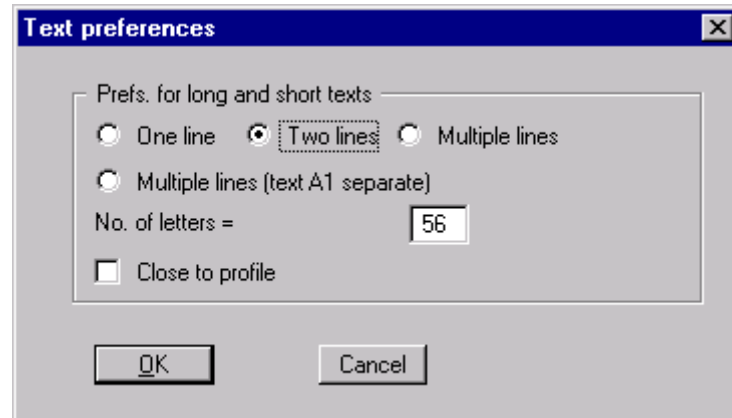 Text preferences
Prefs. for long and short texts
One line Two lines Multiple lines
Multiple lines (text A1 separate)
No. of letters = 56
Close to profile
OK Cancel